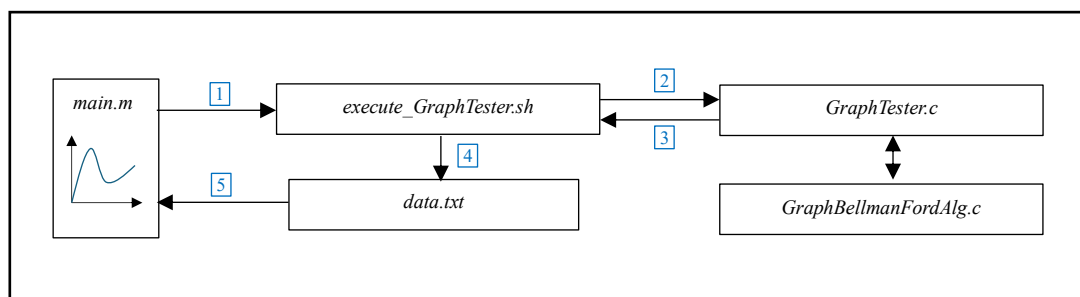 main.m
1
execute_GraphTester.sh
2
3
GraphTester.c
4
5
data.txt
GraphBellmanFordAlg.c